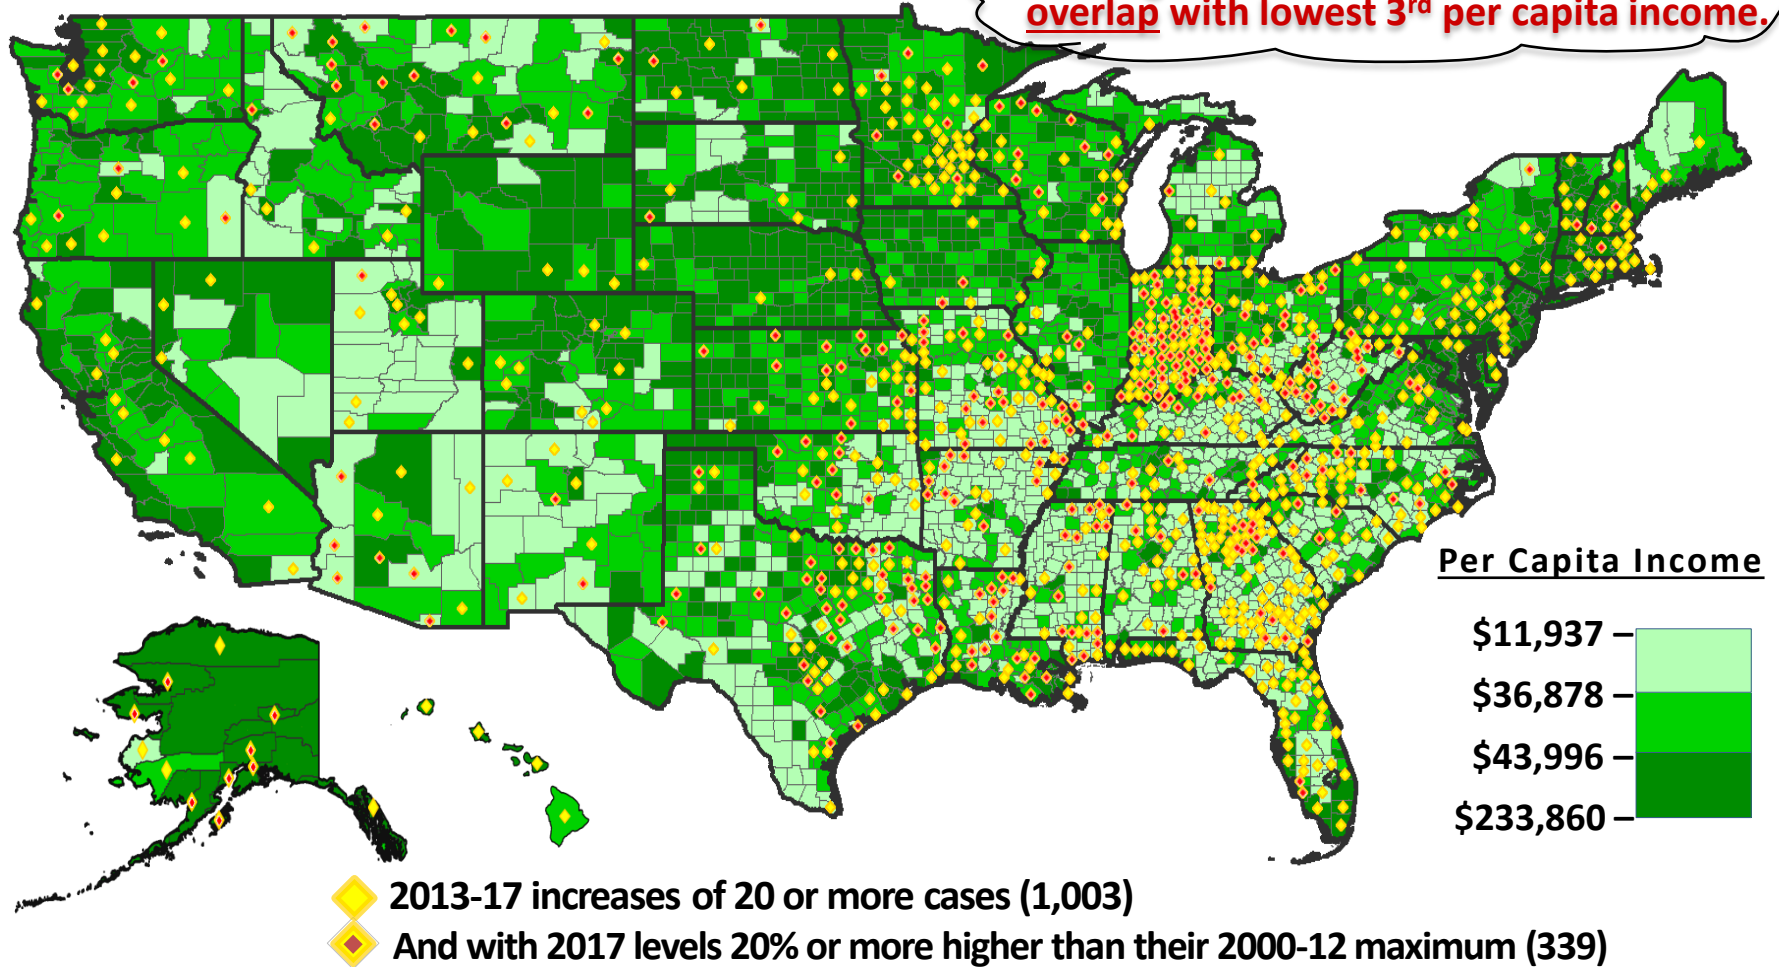 overlap with lowest 3rd per capita income.
Per Capita Income
$11,937
$36,878
$43,996
$233,860
2013-17 increases of 20 or more cases (1,003)
And with 2017 levels 20% or more higher than their 2000-12 maximum (339)